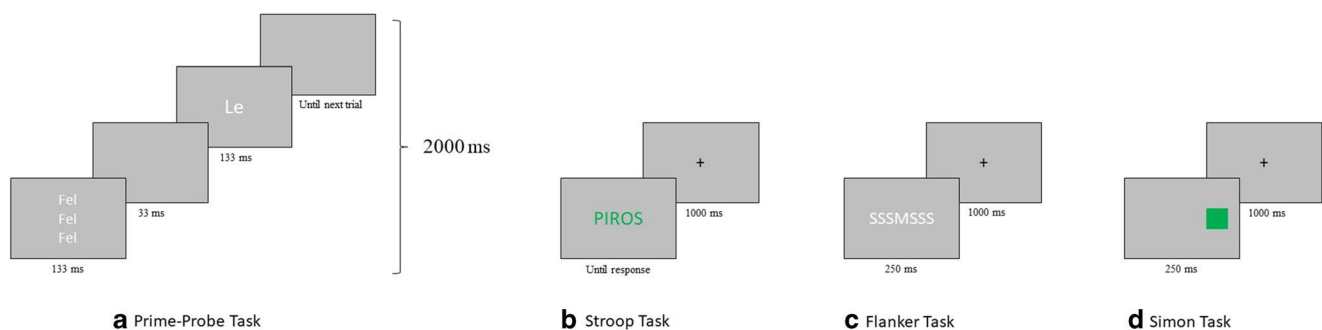 Fel
Fel
Fel
133 ms
33 ms
Le
133 ms
Until next trial
2000 ms
a Prime-Probe Task
PIROS
Until response
+
1000 ms
b Stroop Task
SSSMSSS
250 ms
+
1000 ms
c Flanker Task
250 ms
+
1000 ms
d Simon Task